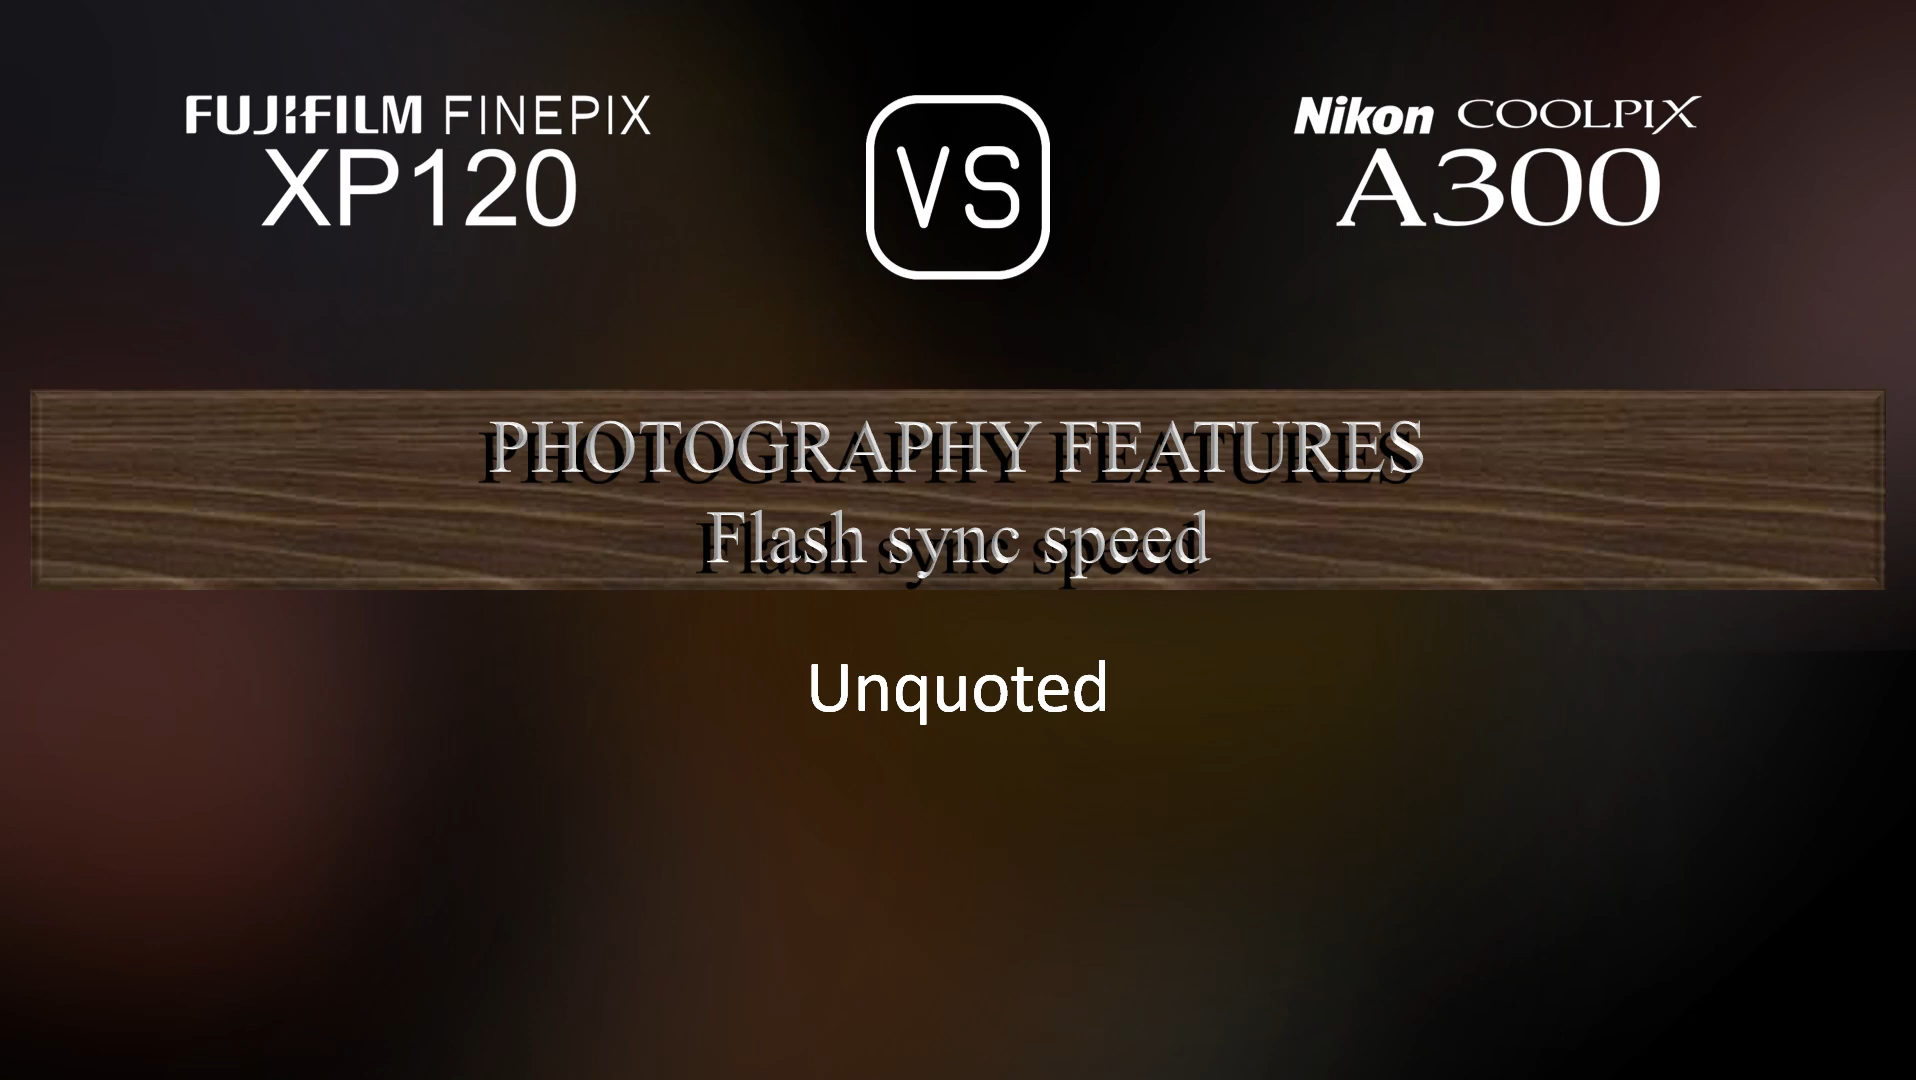 FUJIFILM FINEPIX
XP120
VS
Nikon COOLPIX
A300
PHOTOGRAPHY FEATURES
Flash sync speed
Unquoted